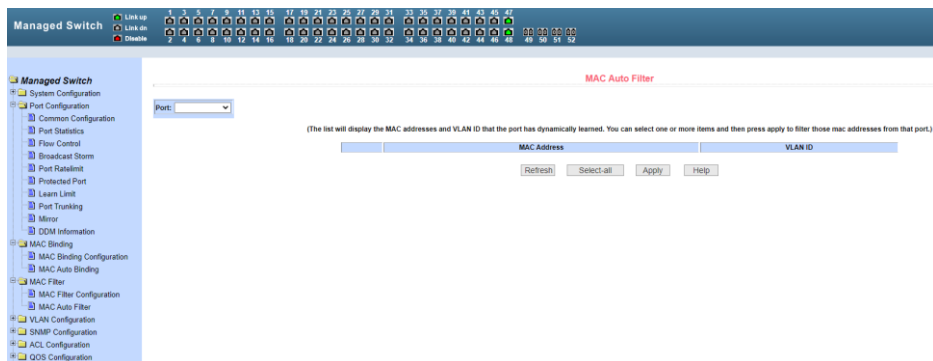 Managed Switch
Link up
Link dn
Disable
1 3 5 7 9 11 13 15 17 19 21 23 25 27 29 31 33 35 37 39 41 43 45 47
2 4 6 8 10 12 14 16 18 20 22 24 26 28 30 32 34 36 38 40 42 44 46 48 49 50 51 52
Managed Switch
System Configuration
Port Configuration
Common Configuration
Port Statistics
Flow Control
Broadcast Storm
Port Ratelimit
Protected Port
Learn Limit
Port Trunking
Mirror
DDM Information
MAC Binding
MAC Binding Configuration
MAC Auto Binding
MAC Filter
MAC Filter Configuration
MAC Auto Filter
VLAN Configuration
SNMP Configuration
ACL Configuration
QOS Configuration
MAC Auto Filter
Port:
(The list will display the MAC addresses and VLAN ID that the port has dynamically learned. You can select one or more items and then press apply to filter those mac addresses from that port.)
MAC Address VLAN ID
Refresh Select-all Apply Help